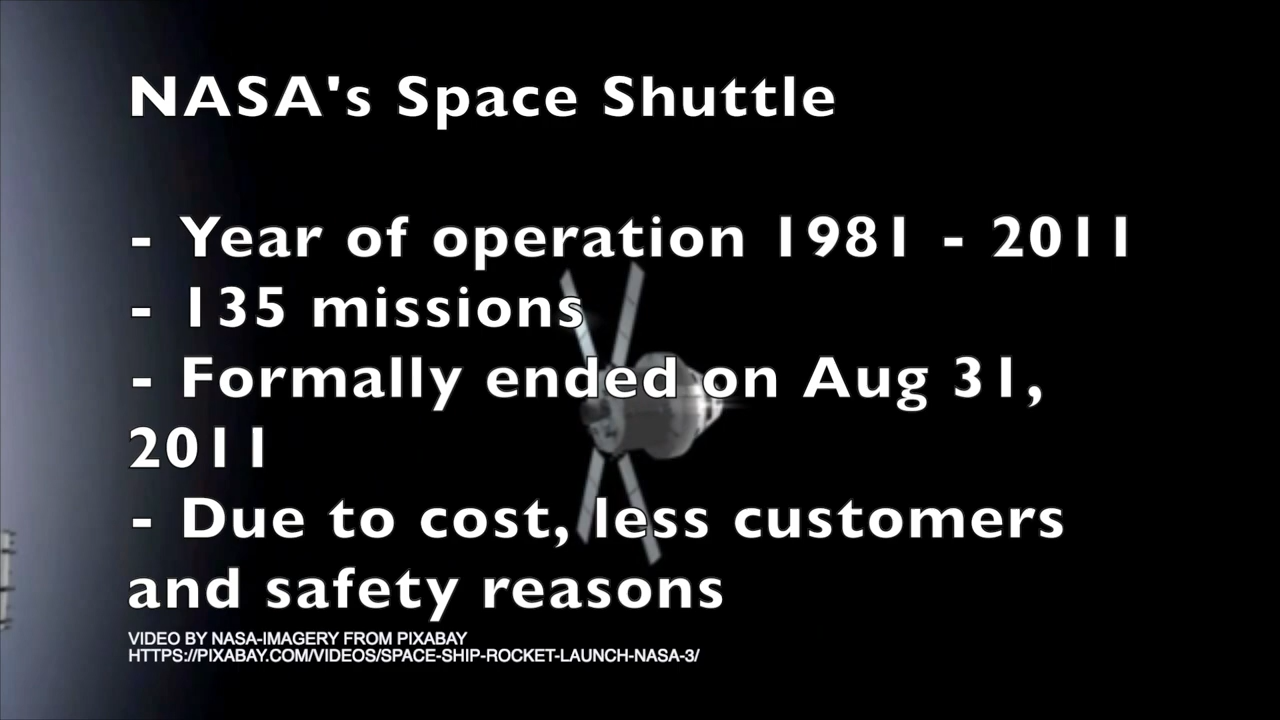 NASA's Space Shuttle
- Year of operation 1981 - 2011
- 135 missions
- Formally ended on Aug 31,
2011
- Due to cost, less customers
and safety reasons
VIDEO BY NASA-IMAGERY FROM PIXABAY
HTTPS://PIXABAY.COM/VIDEOS/SPACE-SHIP-ROCKET-LAUNCH-NASA-3/